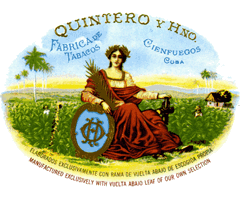 QUINTERO Y HNO.
FÁBRICA DE TABACOS
CIENFUEGOS CUBA
ELABORADOS EXCLUSIVAMENTE CON RAMA DE VUELTA ABAJO DE ESCOGIDA PROPIA
MANUFACTURED EXCLUSIVELY WITH VUELTA ABAJO LEAF OF OUR OWN SELECTION